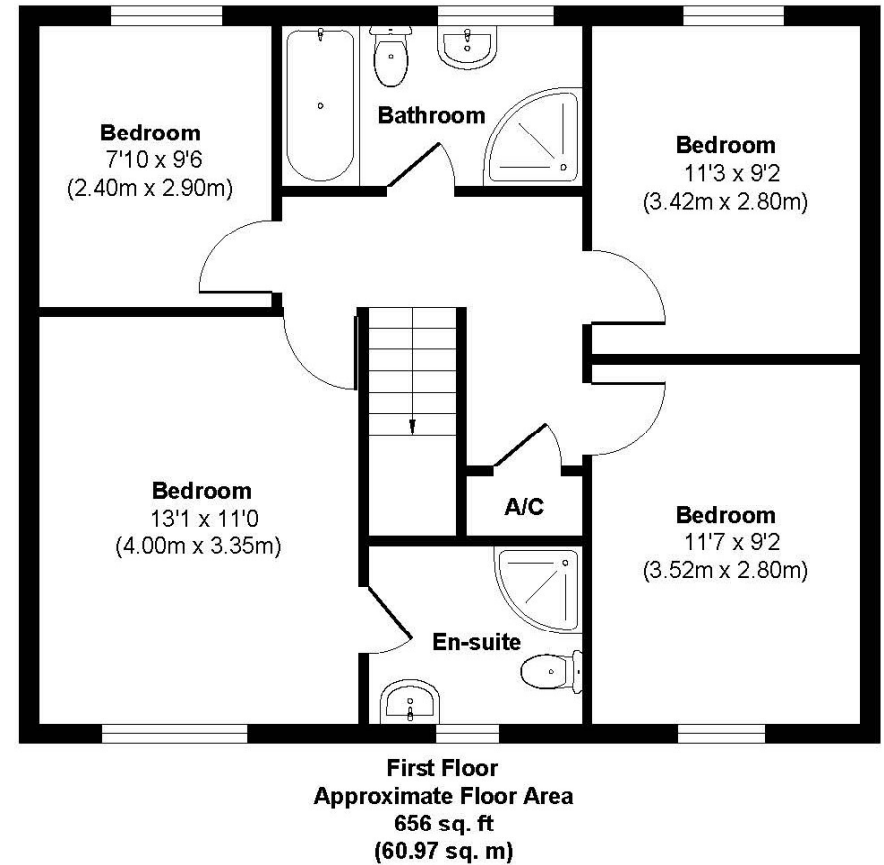 Bedroom
7'10 x 9'6
(2.40m x 2.90m)
Bathroom
Bedroom
11'3 x 9'2
(3.42m x 2.80m)
Bedroom
13'1 x 11'0
(4.00m x 3.35m)
A/C
Bedroom
11'7 x 9'2
(3.52m x 2.80m)
En-suite
First Floor
Approximate Floor Area
656 sq. ft
(60.97 sq. m)